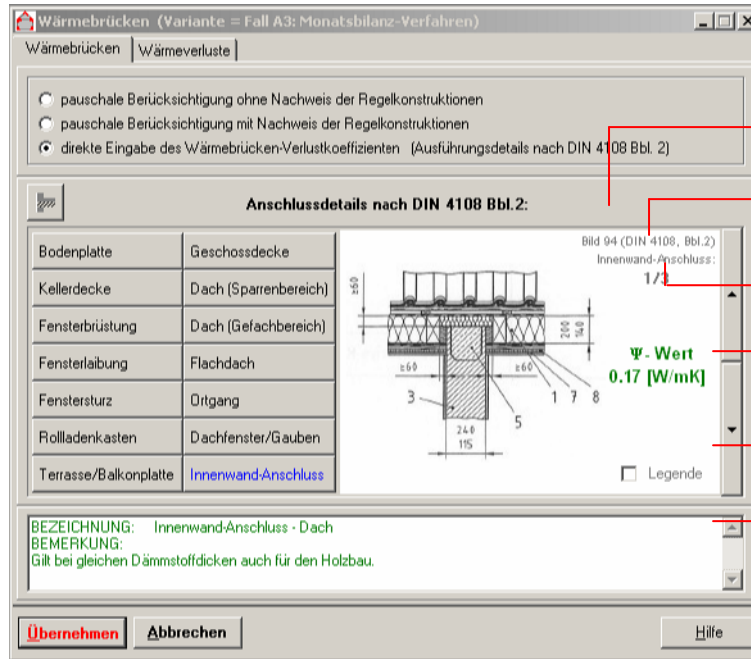 Wärmebrücken (Variante = Fall A3: Monatsbilanz-Verfahren)
Wärmebrücken
Wärmeverluste
pauschale Berücksichtigung ohne Nachweis der Regelkonstruktionen
pauschale Berücksichtigung mit Nachweis der Regelkonstruktionen
direkte Eingabe des Wärmebrücken-Verlustkoeffizienten (Ausführungsdetails nach DIN 4108 Bbl. 2)
Anschlussdetails nach DIN 4108 Bbl.2:
Bodenplatte
Geschossdecke
Kellerdecke
Dach (Sparrenbereich)
Fensterbrüstung
Dach (Gefachbereich)
Fensterlaibung
Flachdach
Fenstersturz
Ortgang
Rollladenkasten
Dachfenster/Gauben
Terrasse/Balkonplatte
Innenwand-Anschluss
Bild 94 (DIN 4108, Bbl.2)
Innenwand-Anschluss:
1/3
≥60
200
140
≥60
≥60
3
5
1 7 8
240
115
Ψ - Wert
0.17 [W/mK]
Legende
BEZEICHNUNG: Innenwand-Anschluss - Dach
BEMERKUNG:
Gilt bei gleichen Dämmstoffdicken auch für den Holzbau.
Übernehmen
Abbrechen
Hilfe